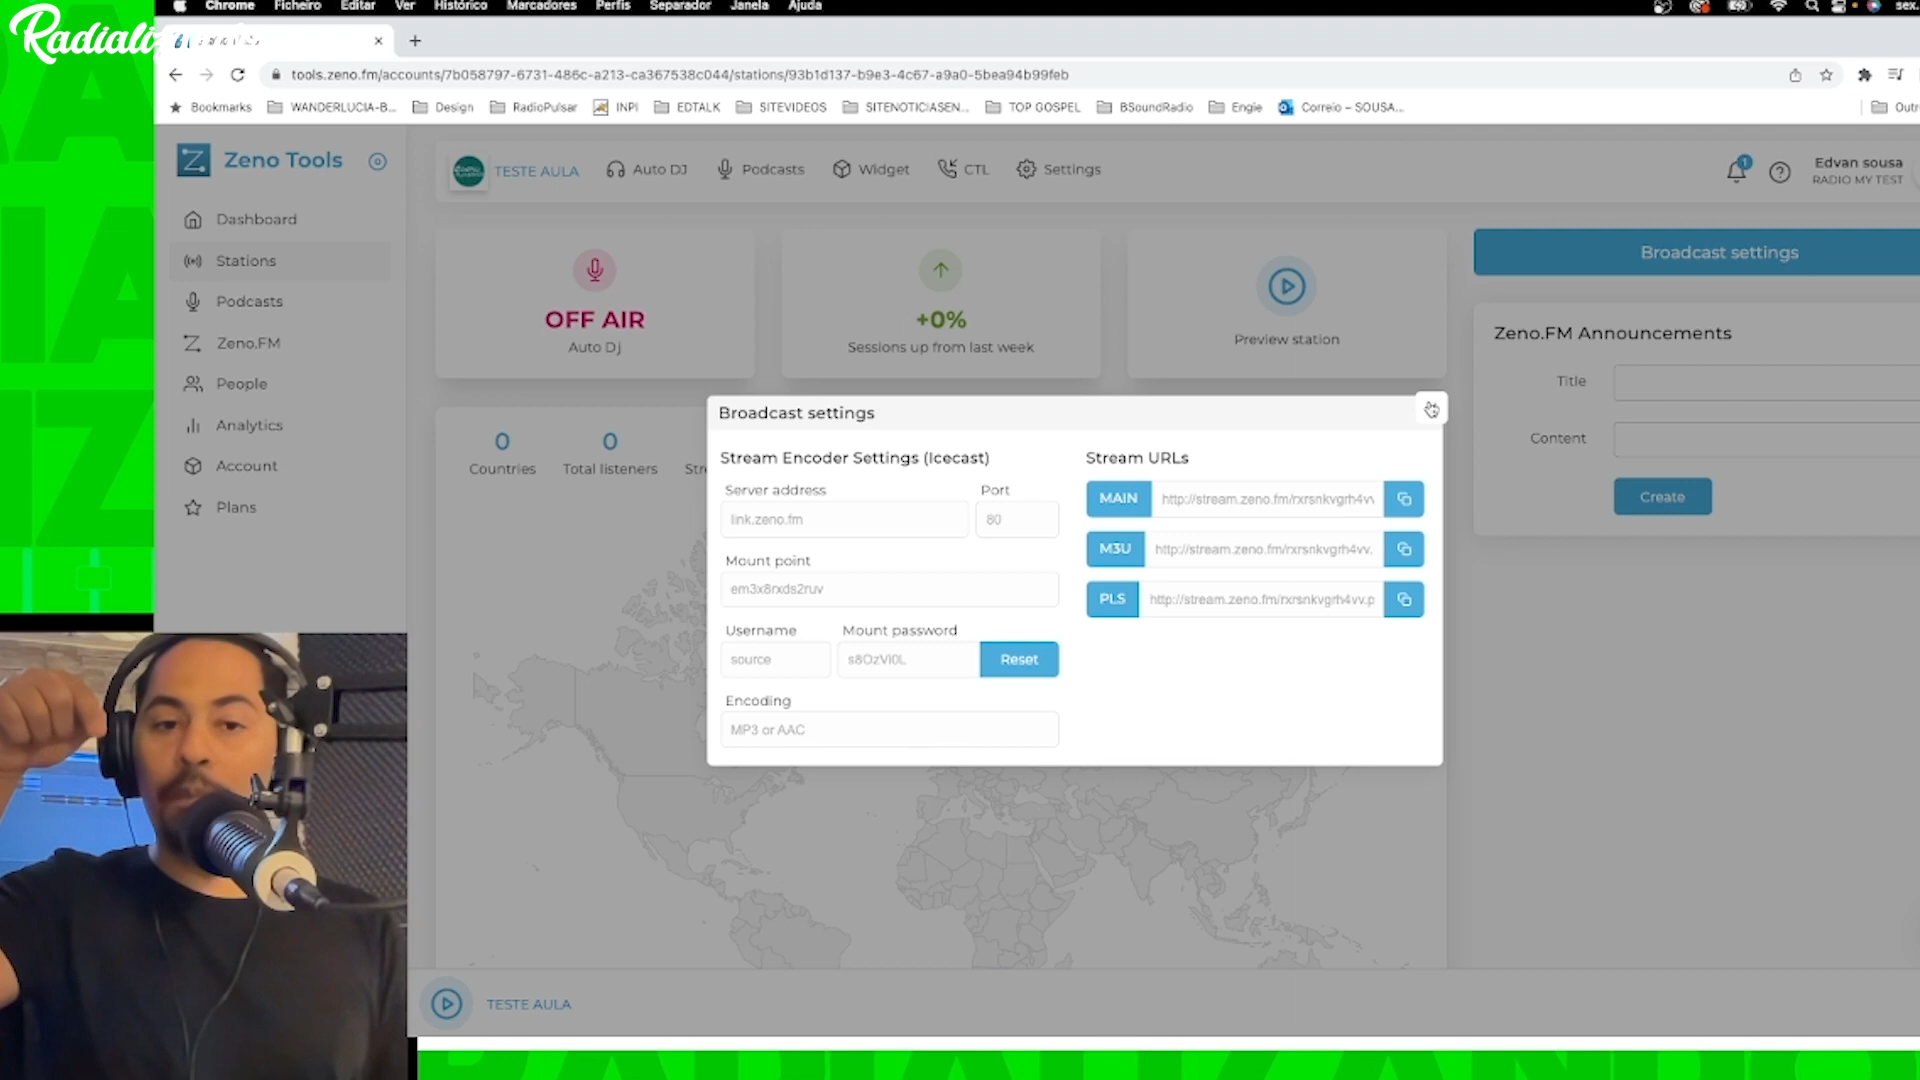 Chrome Ficheiro Editar Ver Histórico Marcadores Perfis Separador Janela Ajuda
sex.
tools.zeno.fm/accounts/7b058797-6731-486c-a213-ca367538c044/stations/93b1d137-b9e3-4c67-a9a0-5bea94b99feb
Bookmarks WANDERLUCIA-B... Design RadioPulsar INPI EDTALK SITEVIDEOS SITENOTICIASEN... TOP GOSPEL BSoundRadio Engie Correio – SOUSA... Outr
Zeno Tools
Dashboard
Stations
Podcasts
Zeno.FM
People
Analytics
Account
Plans
TESTE AULA Auto DJ Podcasts Widget CTL Settings
1
Edvan sousa
RADIO MY TEST
OFF AIR
Auto Dj
+0%
Sessions up from last week
Preview station
Broadcast settings
Zeno.FM Announcements
Title
Content
Create
0 0
Countries Total listeners Str
Broadcast settings
Stream Encoder Settings (Icecast)
Server address Port
link.zeno.fm 80
Mount point
em3x8rxds2ruv
Username Mount password
source s8OzVi0L Reset
Encoding
MP3 or AAC
Stream URLs
MAIN http://stream.zeno.fm/rxrsnkvgrh4vv
M3U http://stream.zeno.fm/rxrsnkvgrh4vv.
PLS http://stream.zeno.fm/rxrsnkvgrh4vv.p
TESTE AULA
RADIALIZANDO